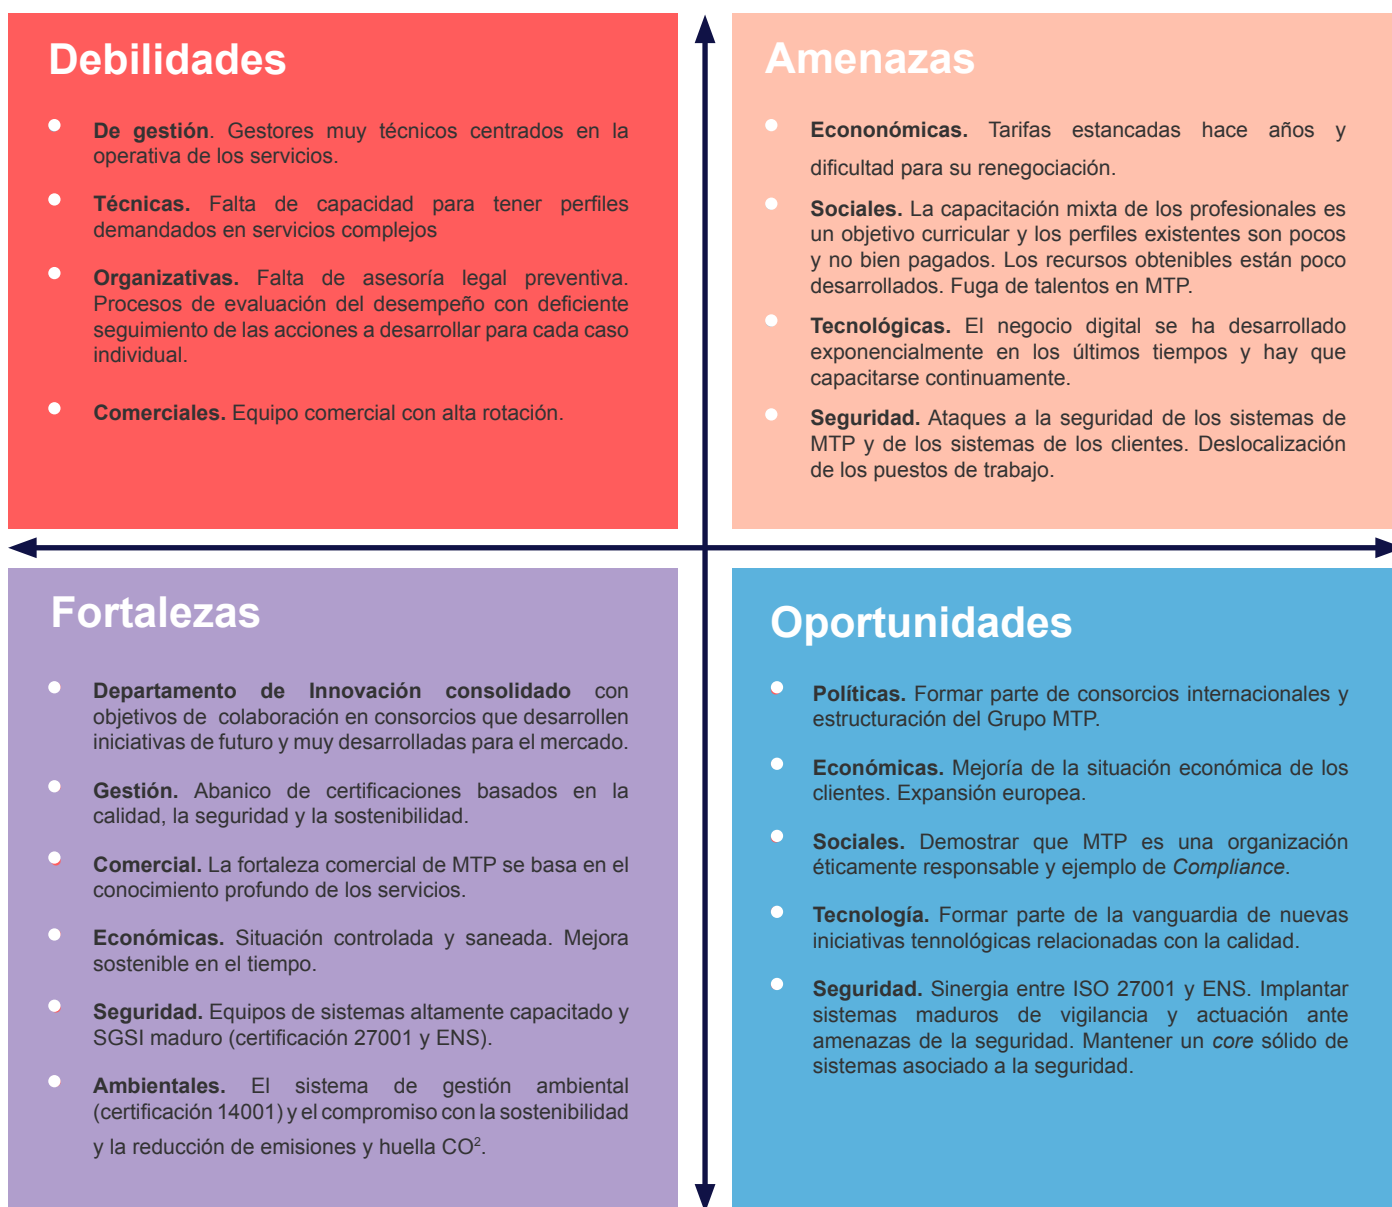 Debilidades
De gestión. Gestores muy técnicos centrados en la
operativa de los servicios.
Técnicas. Falta de capacidad para tener perfiles
demandados en servicios complejos
Organizativas. Falta de asesoría legal preventiva.
Procesos de evaluación del desempeño con deficiente
seguimiento de las acciones a desarrollar para cada caso
individual.
Comerciales. Equipo comercial con alta rotación.
Amenazas
Econonómicas. Tarifas estancadas hace años y
dificultad para su renegociación.
Sociales. La capacitación mixta de los profesionales es
un objetivo curricular y los perfiles existentes son pocos
y no bien pagados. Los recursos obtenibles están poco
desarrollados. Fuga de talentos en MTP.
Tecnológicas. El negocio digital se ha desarrollado
exponencialmente en los últimos tiempos y hay que
capacitarse continuamente.
Seguridad. Ataques a la seguridad de los sistemas de
MTP y de los sistemas de los clientes. Deslocalización
de los puestos de trabajo.
Fortalezas
Departamento de Innovación consolidado con
objetivos de colaboración en consorcios que desarrollen
iniciativas de futuro y muy desarrolladas para el mercado.
Gestión. Abanico de certificaciones basados en la
calidad, la seguridad y la sostenibilidad.
Comercial. La fortaleza comercial de MTP se basa en el
conocimiento profundo de los servicios.
Económicas. Situación controlada y saneada. Mejora
sostenible en el tiempo.
Seguridad. Equipos de sistemas altamente capacitado y
SGSI maduro (certificación 27001 y ENS).
Ambientales. El sistema de gestión ambiental
(certificación 14001) y el compromiso con la sostenibilidad
y la reducción de emisiones y huella CO².
Oportunidades
Políticas. Formar parte de consorcios internacionales y
estructuración del Grupo MTP.
Económicas. Mejoría de la situación económica de los
clientes. Expansión europea.
Sociales. Demostrar que MTP es una organización
éticamente responsable y ejemplo de Compliance.
Tecnología. Formar parte de la vanguardia de nuevas
iniciativas tennológicas relacionadas con la calidad.
Seguridad. Sinergia entre ISO 27001 y ENS. Implantar
sistemas maduros de vigilancia y actuación ante
amenazas de la seguridad. Mantener un core sólido de
sistemas asociado a la seguridad.